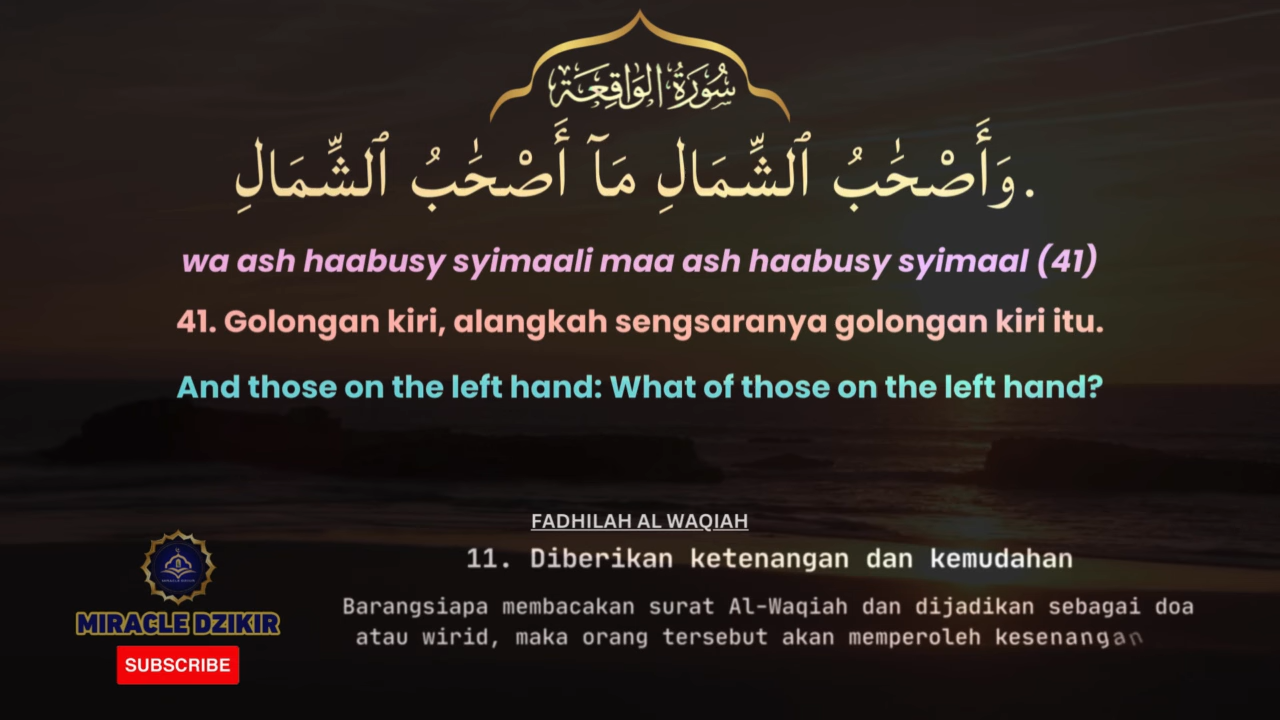 سُورَةُ الوَاقِعَة
وَأَصْحَٰبُ ٱلشِّمَالِ مَآ أَصْحَٰبُ ٱلشِّمَالِ.
wa ash haabusy syimaali maa ash haabusy syimaal (41)
41. Golongan kiri, alangkah sengsaranya golongan kiri itu.
And those on the left hand: What of those on the left hand?
FADHILAH AL WAQIAH
11. Diberikan ketenangan dan kemudahan
Barangsiapa membacakan surat Al-Waqiah dan dijadikan sebagai doa
atau wirid, maka orang tersebut akan memperoleh kesenangan
MIRACLE DZIKIR
MIRACLE DZIKIR
SUBSCRIBE